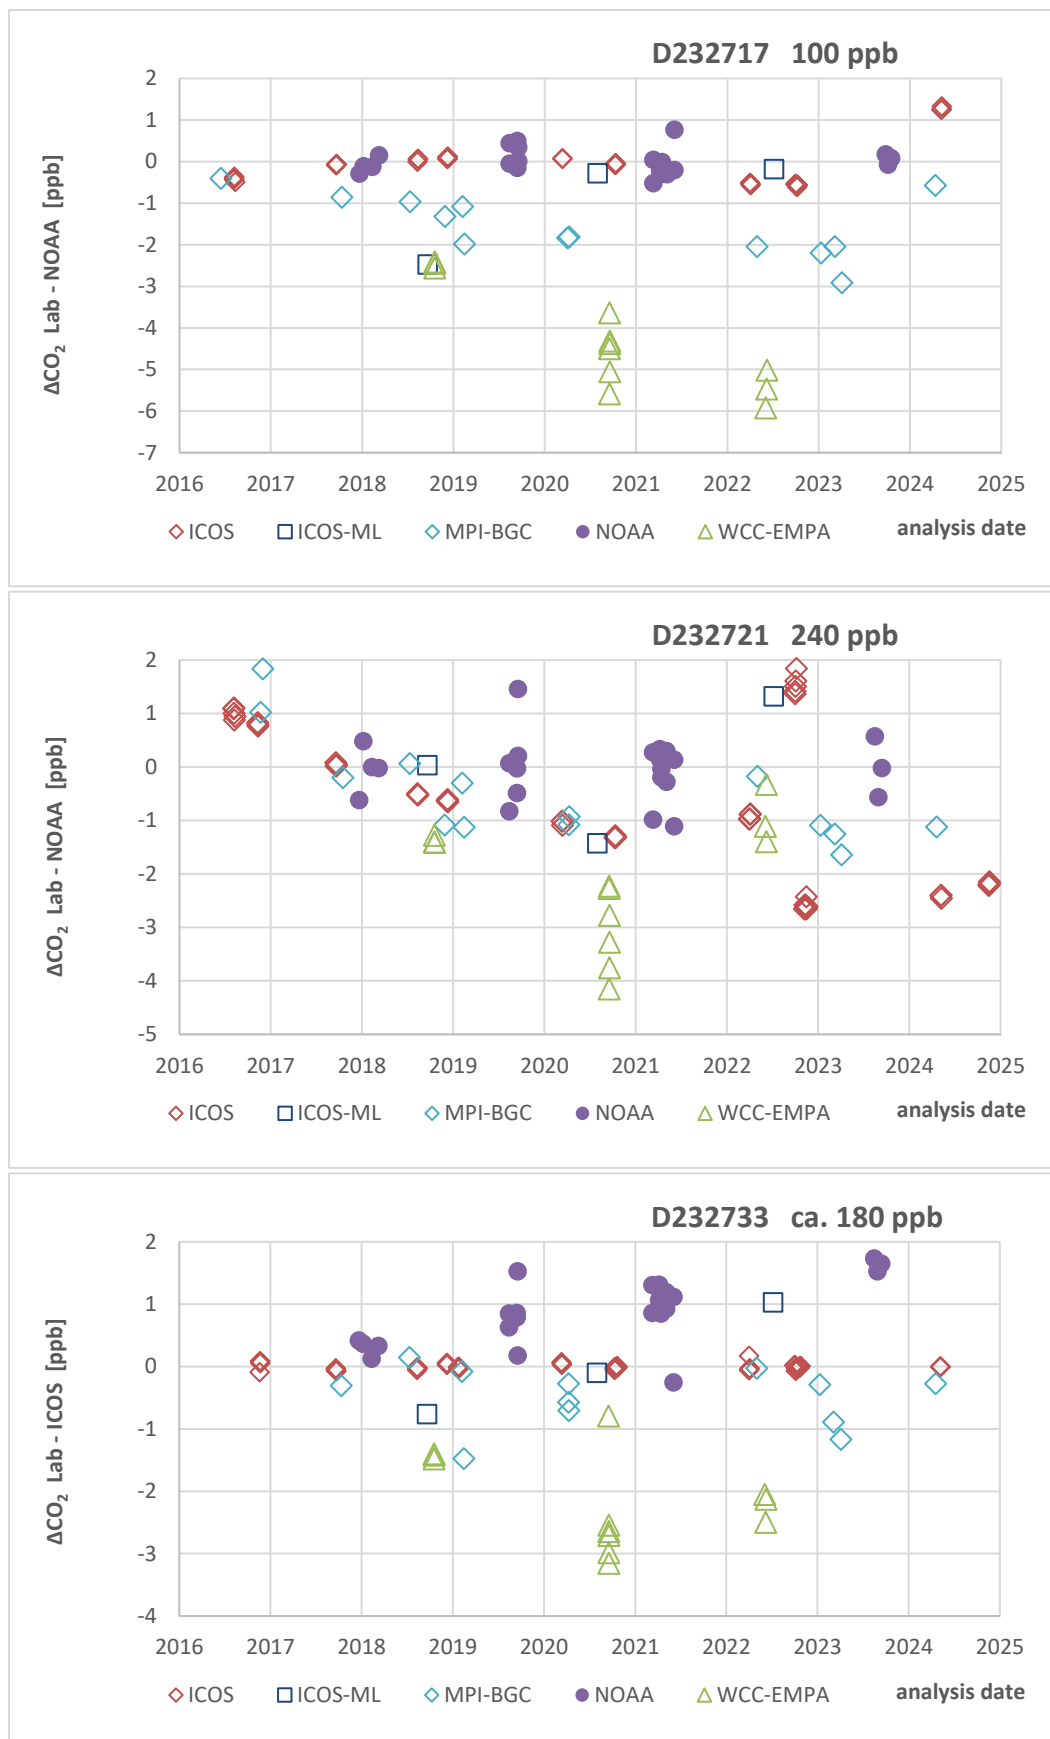 D232717 100 ppb
ΔCO₂ Lab - NOAA [ppb]
2
1
0
-1
-2
-3
-4
-5
-6
-7
2016 2017 2018 2019 2020 2021 2022 2023 2024 2025
ICOS ICOS-ML MPI-BGC NOAA WCC-EMPA analysis date
D232721 240 ppb
ΔCO₂ Lab - NOAA [ppb]
2
1
0
-1
-2
-3
-4
-5
2016 2017 2018 2019 2020 2021 2022 2023 2024 2025
ICOS ICOS-ML MPI-BGC NOAA WCC-EMPA analysis date
D232733 ca. 180 ppb
ΔCO₂ Lab - ICOS [ppb]
2
1
0
-1
-2
-3
-4
2016 2017 2018 2019 2020 2021 2022 2023 2024 2025
ICOS ICOS-ML MPI-BGC NOAA WCC-EMPA analysis date